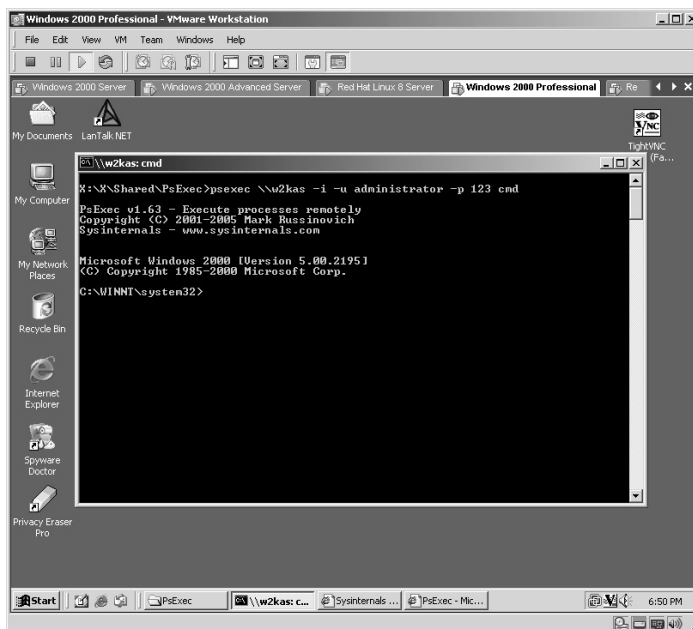 Windows 2000 Professional - VMware Workstation
File Edit View VM Team Windows Help
Windows 2000 Server Windows 2000 Advanced Server Red Hat Linux 8 Server Windows 2000 Professional Re
My Documents
LanTalk NET
TightVNC
(Fa...
My Computer
My Network
Places
Recycle Bin
Internet
Explorer
Spyware
Doctor
Privacy Eraser
Pro
\\w2kas: cmd
X:\X\Shared\PsExec>psexec \\w2kas -i -u administrator -p 123 cmd
PsExec v1.63 - Execute processes remotely
Copyright (C) 2001-2005 Mark Russinovich
Sysinternals - www.sysinternals.com
Microsoft Windows 2000 [Version 5.00.2195]
(C) Copyright 1985-2000 Microsoft Corp.
C:\WINNT\system32>
Start PsExec \\w2kas: c... Sysinternals ... PsExec - Mic... 6:50 PM